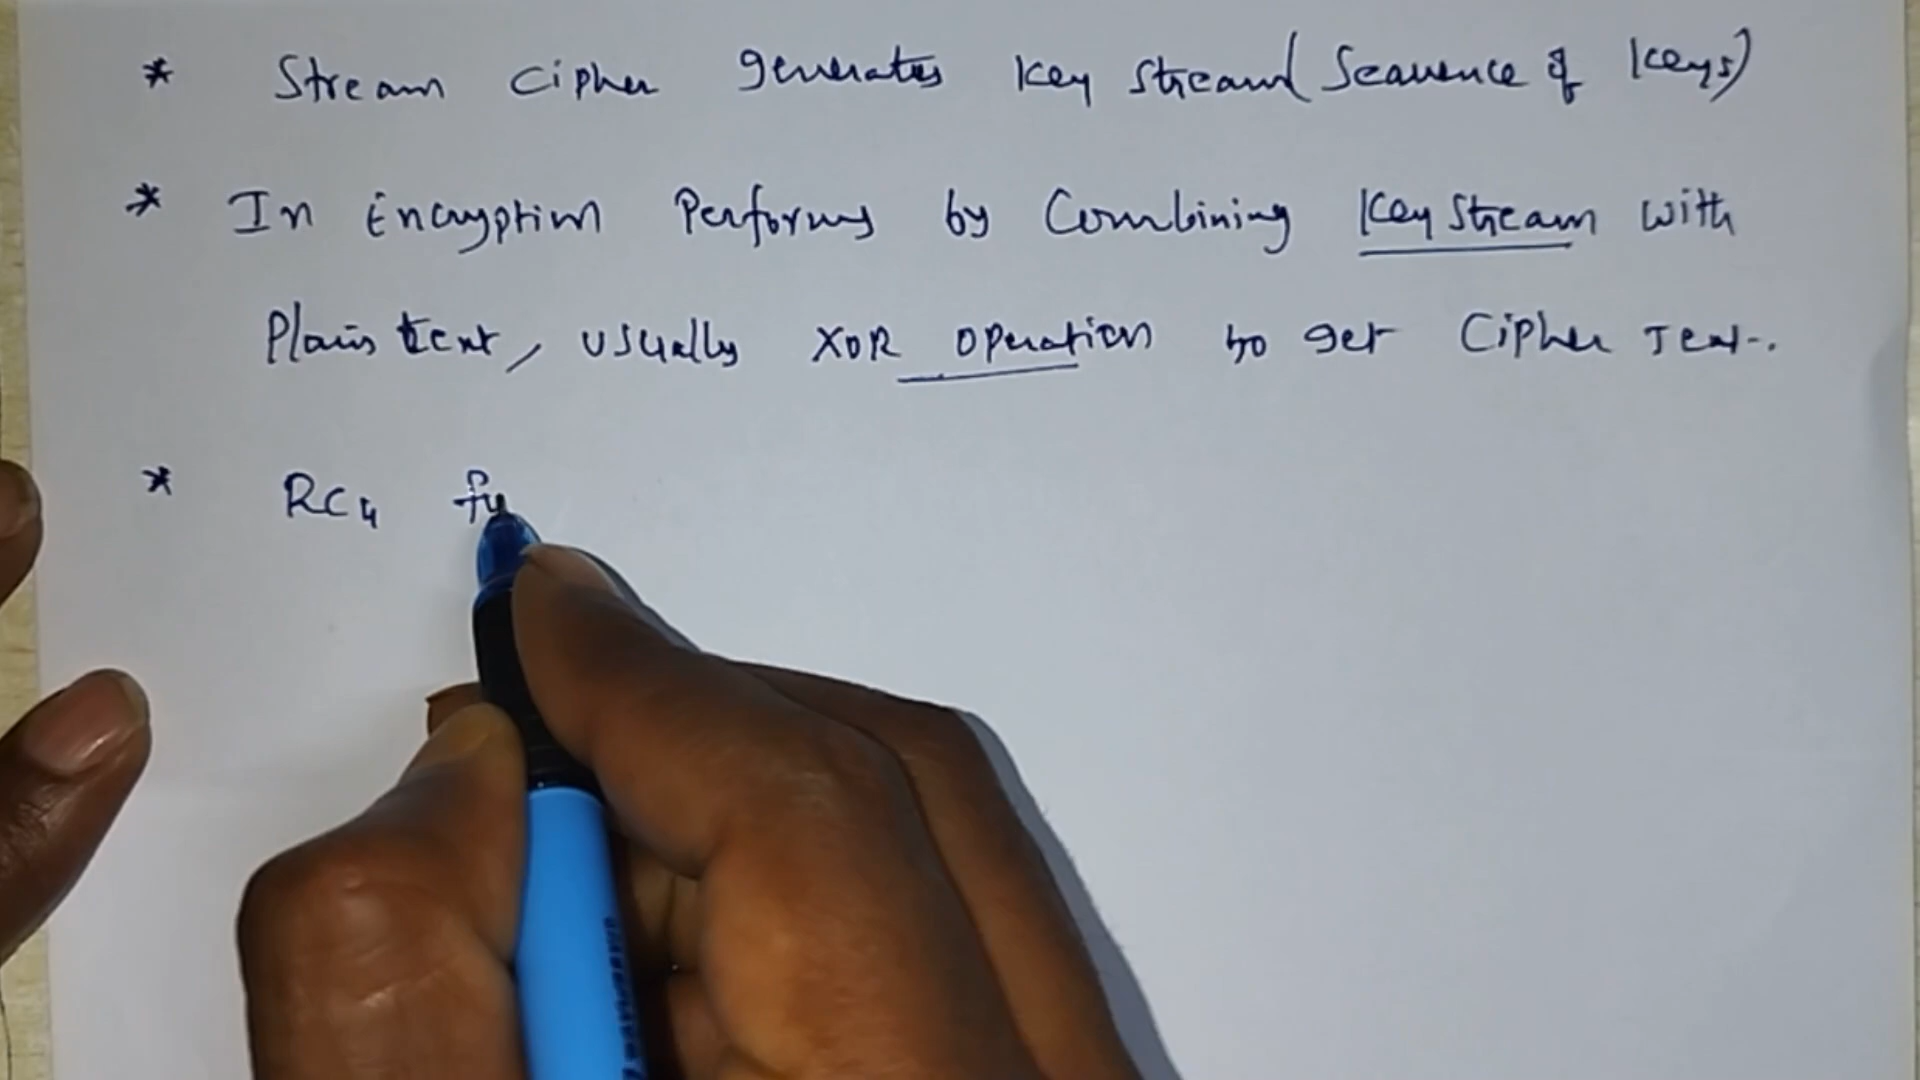 * Stream cipher generates key stream (Sequence of keys)
* In Encryption Performs by Combining key stream with
Plain text, usually XOR operation to get Cipher Text.
* RC4 fu